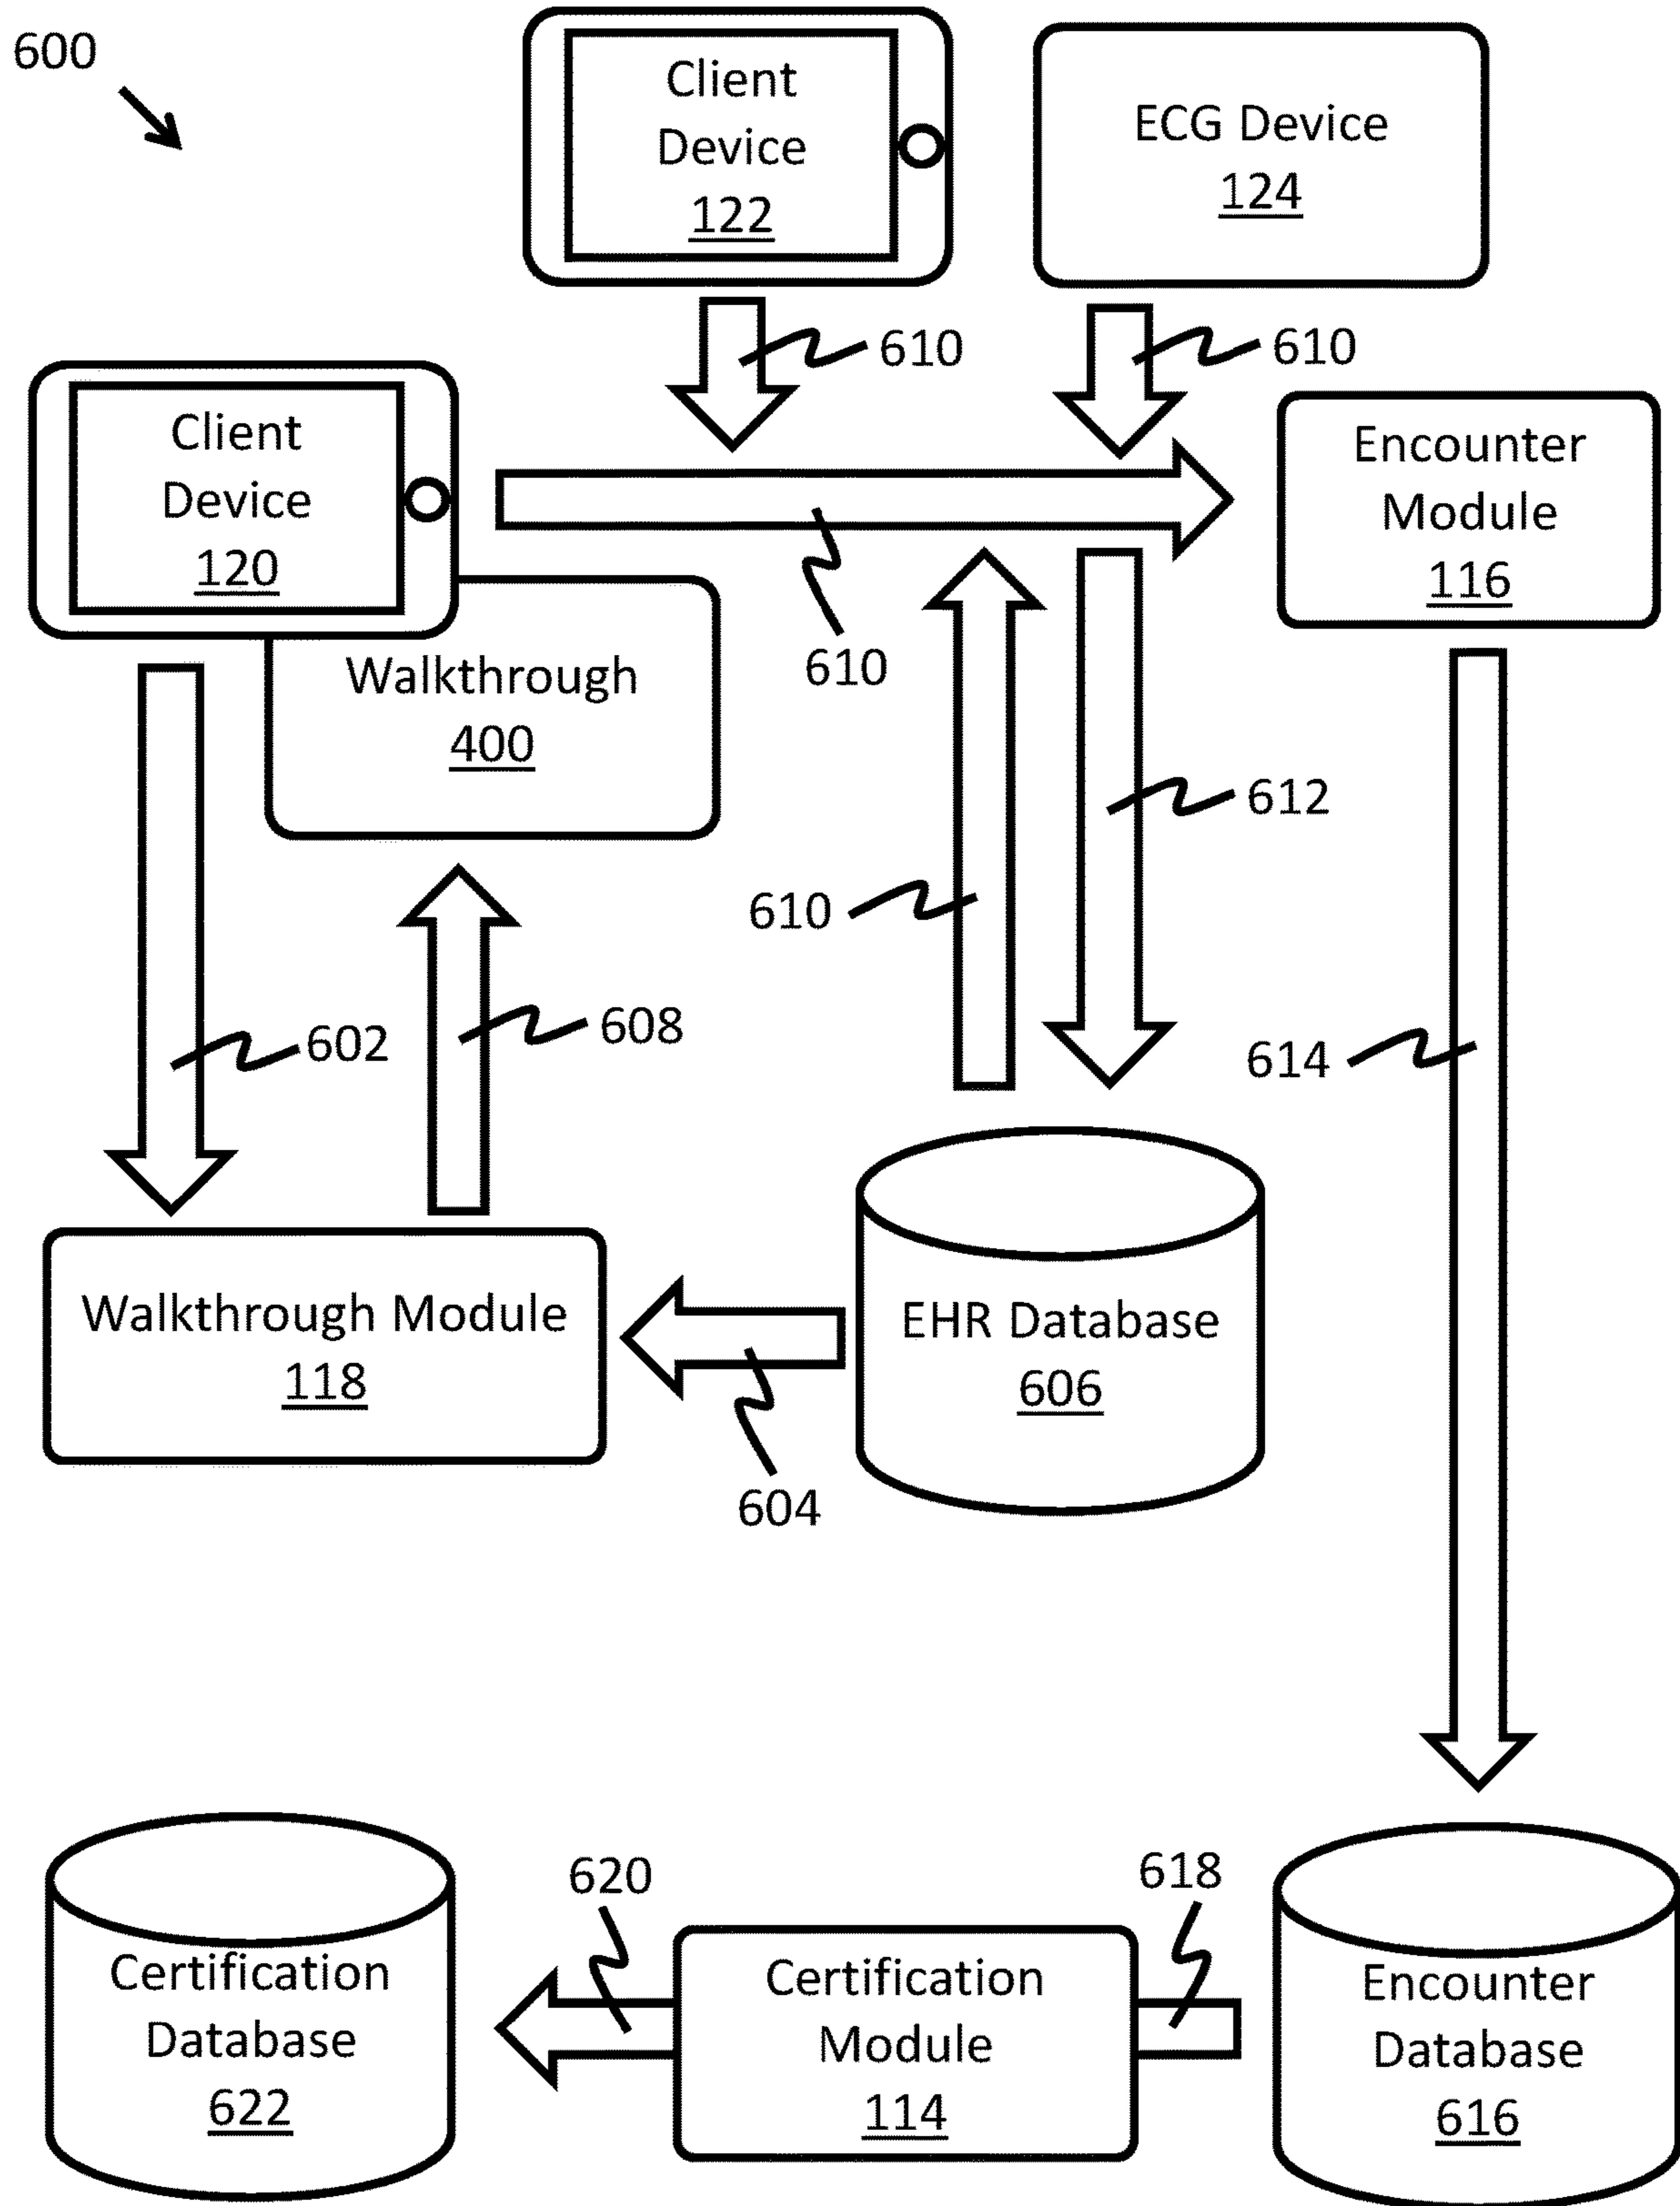 600
Client
Device
122
ECG Device
124
610
610
Client
Device
120
Encounter
Module
116
610
Walkthrough
400
612
610
608
602
614
Walkthrough Module
118
EHR Database
606
604
620
618
Certification
Database
622
Certification
Module
114
Encounter
Database
616